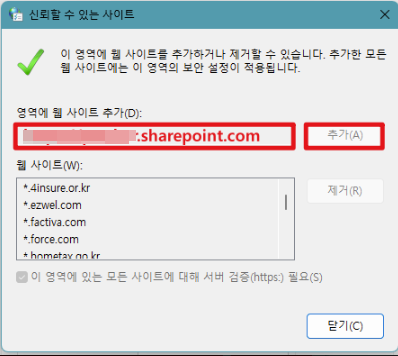 신뢰할 수 있는 사이트
이 영역에 웹 사이트를 추가하거나 제거할 수 있습니다. 추가한 모든
웹 사이트에는 이 영역의 보안 설정이 적용됩니다.
영역에 웹 사이트 추가(D):
.sharepoint.com
추가(A)
웹 사이트(W):
*.4insure.or.kr
제거(R)
*.ezwel.com
*.factiva.com
*.force.com
*.hometax.go.kr
이 영역에 있는 모든 사이트에 대해 서버 검증(https:) 필요(S)
닫기(C)